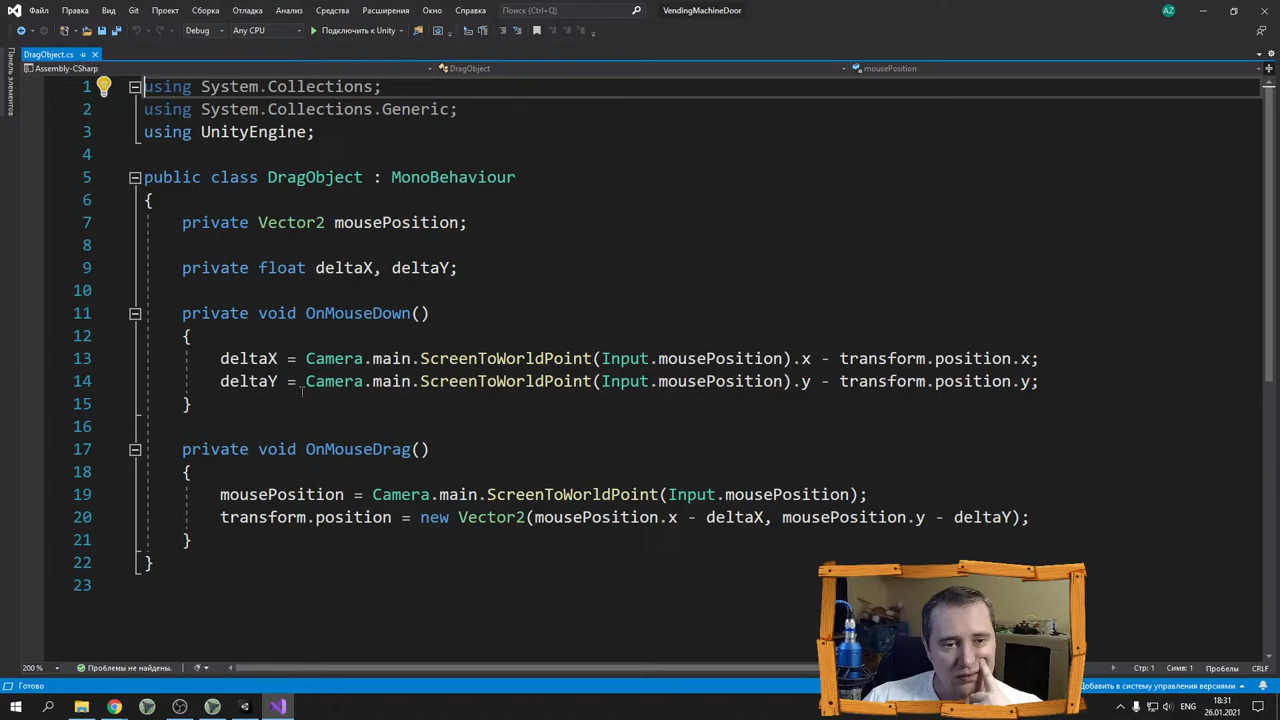 Файл Правка Вид Git Проект Сборка Отладка Анализ Средства Расширения Окно Справка Поиск (Ctrl+Q) VendingMachineDoor AZ
Debug Any CPU Подключить к Unity
DragObject.cs
Assembly-CSharp DragObject mousePosition
Панель элементов
1 using System.Collections;
2 using System.Collections.Generic;
3 using UnityEngine;
4
5 public class DragObject : MonoBehaviour
6 {
7 private Vector2 mousePosition;
8
9 private float deltaX, deltaY;
10
11 private void OnMouseDown()
12 {
13 deltaX = Camera.main.ScreenToWorldPoint(Input.mousePosition).x - transform.position.x;
14 deltaY = Camera.main.ScreenToWorldPoint(Input.mousePosition).y - transform.position.y;
15 }
16
17 private void OnMouseDrag()
18 {
19 mousePosition = Camera.main.ScreenToWorldPoint(Input.mousePosition);
20 transform.position = new Vector2(mousePosition.x - deltaX, mousePosition.y - deltaY);
21 }
22 }
23
200 % Проблемы не найдены. Стр: 1 Симв: 1 Пробелы CRLF
Готово Добавить в систему управления версиями
ENG 18:31
26.01.2021